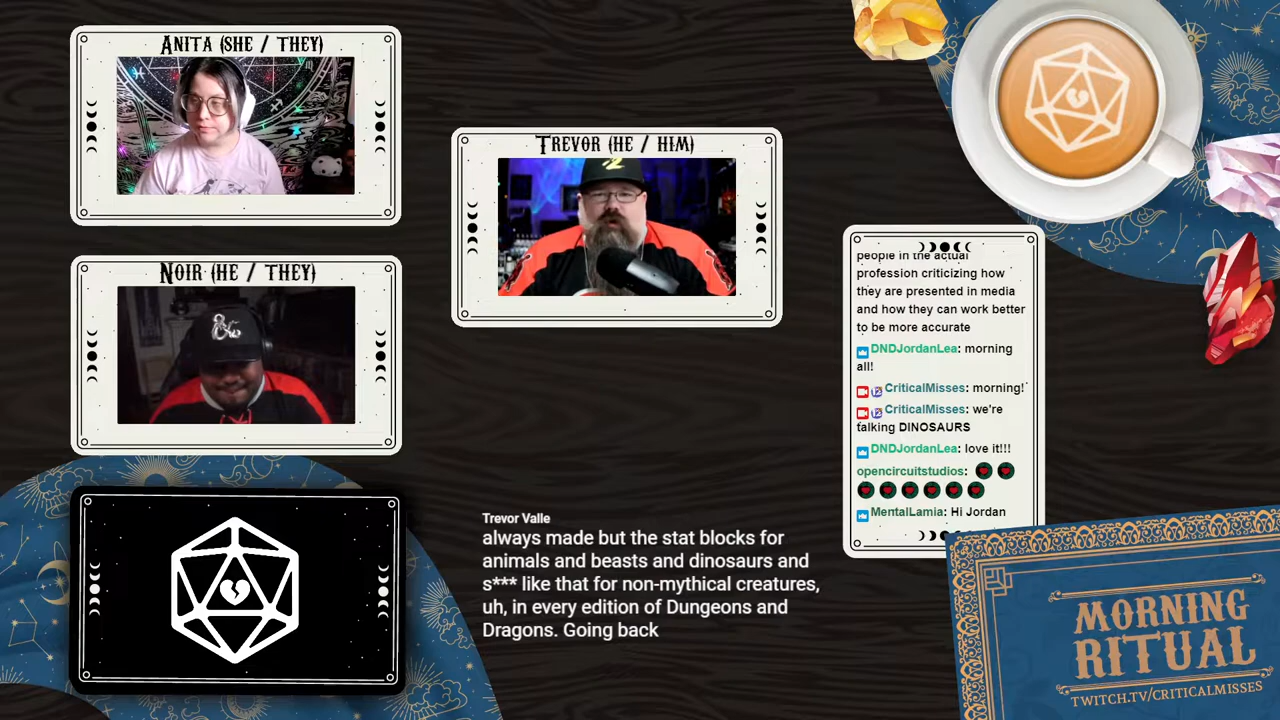 ANITA (SHE / THEY)
TREVOR (HE / HIM)
NOIR (HE / THEY)
people in the actual
profession criticizing how
they are presented in media
and how they can work better
to be more accurate
DNDJordanLea: morning
all!
CriticalMisses: morning!
CriticalMisses: we're
talking DINOSAURS
DNDJordanLea: love it!!!
opencircuitstudios:
MentalLamia: Hi Jordan
Trevor Valle
always made but the stat blocks for
animals and beasts and dinosaurs and
s*** like that for non-mythical creatures,
uh, in every edition of Dungeons and
Dragons. Going back
MORNING
RITUAL
TWITCH.TV/CRITICALMISSES